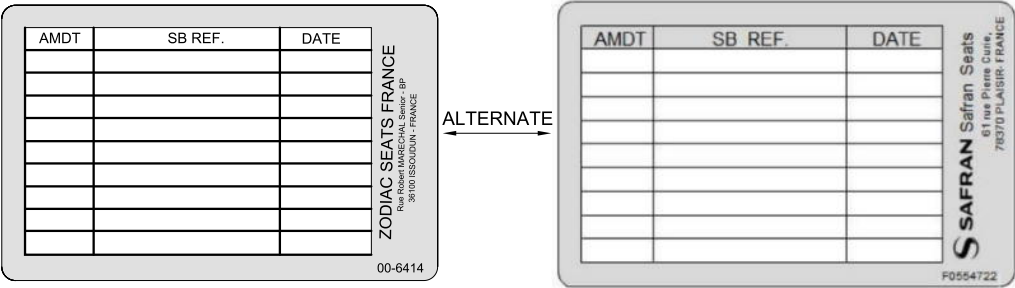 AMDT SB REF. DATE
ZODIAC SEATS FRANCE
Rue Robert MARECHAL Senior - BP
36100 ISSOUDUN - FRANCE
00-6414
ALTERNATE
AMDT SB REF. DATE
SAFRAN Safran Seats
61 rue Pierre Curie,
78370 PLAISIR- FRANCE
F0554722